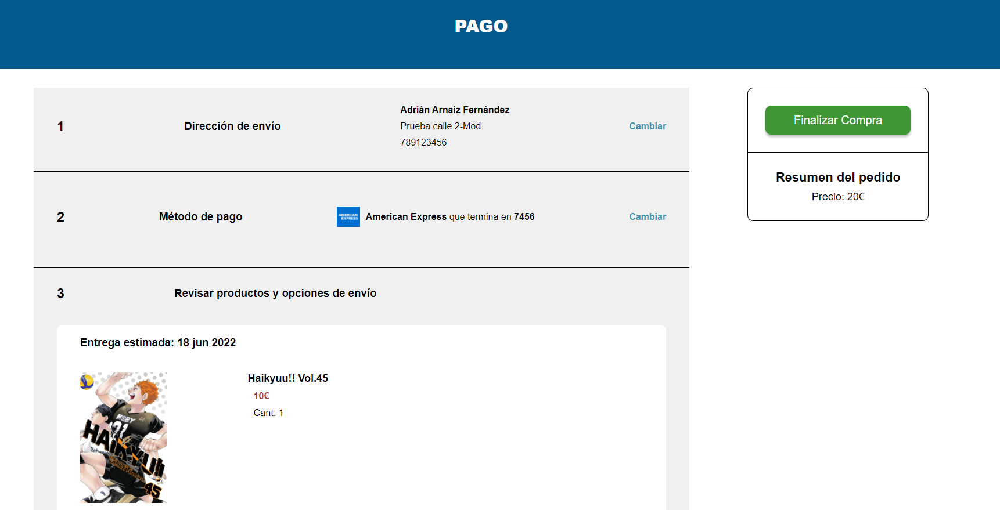 PAGO
1
Dirección de envío
Adrián Arnaiz Fernández
Prueba calle 2-Mod
789123456
Cambiar
2
Método de pago
AMERICAN
EXPRESS
American Express que termina en 7456
Cambiar
3
Revisar productos y opciones de envío
Entrega estimada: 18 jun 2022
MSBY
21
HAIKYU!!
45
Haikyuu!! Vol.45
10€
Cant: 1
Finalizar Compra
Resumen del pedido
Precio: 20€